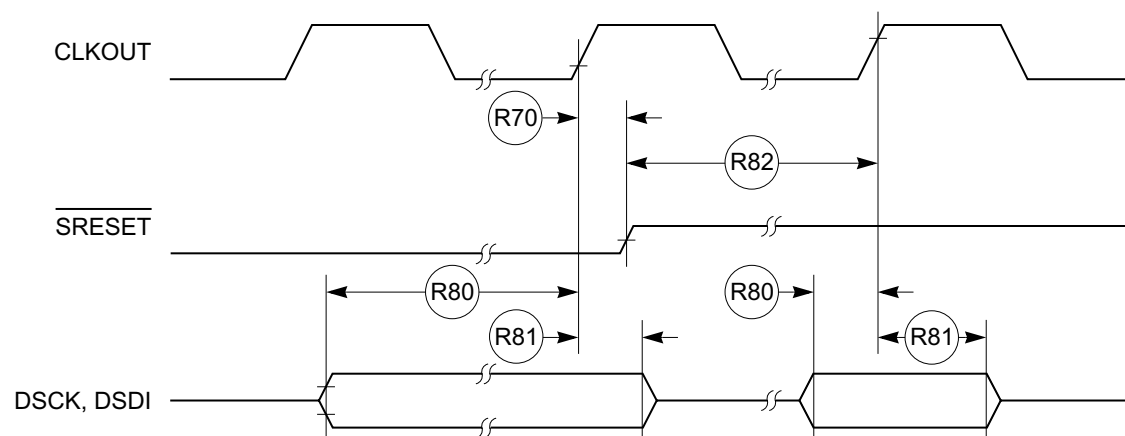 CLKOUT
R70
R82
SRESET
R80
R80
R81
R81
DSCK, DSDI